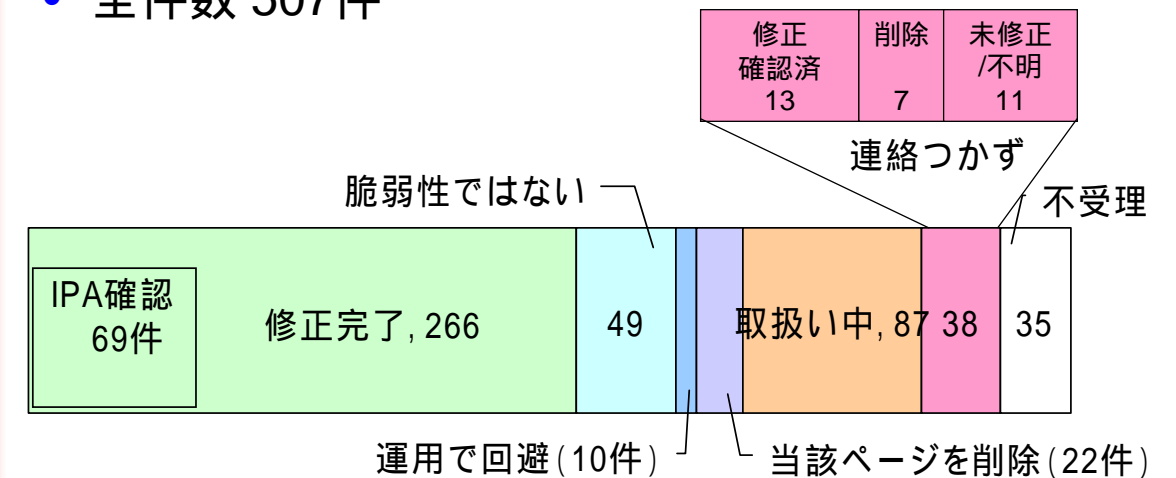 • 全件数 507件
修正
確認済
13
削除
7
未修正
/不明
11
連絡つかず
脆弱性ではない
不受理
IPA確認
69件
修正完了, 266
49
取扱い中, 87
38
35
運用で回避(10件)
当該ページを削除(22件)